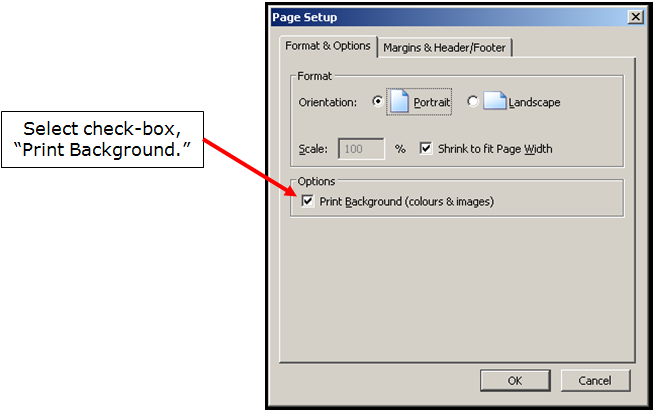 Page Setup
Format & Options
Margins & Header/Footer
Format
Orientation:
Portrait
Landscape
Scale:
100
%
Shrink to fit Page Width
Select check-box,
“Print Background.”
Options
Print Background (colours & images)
OK
Cancel